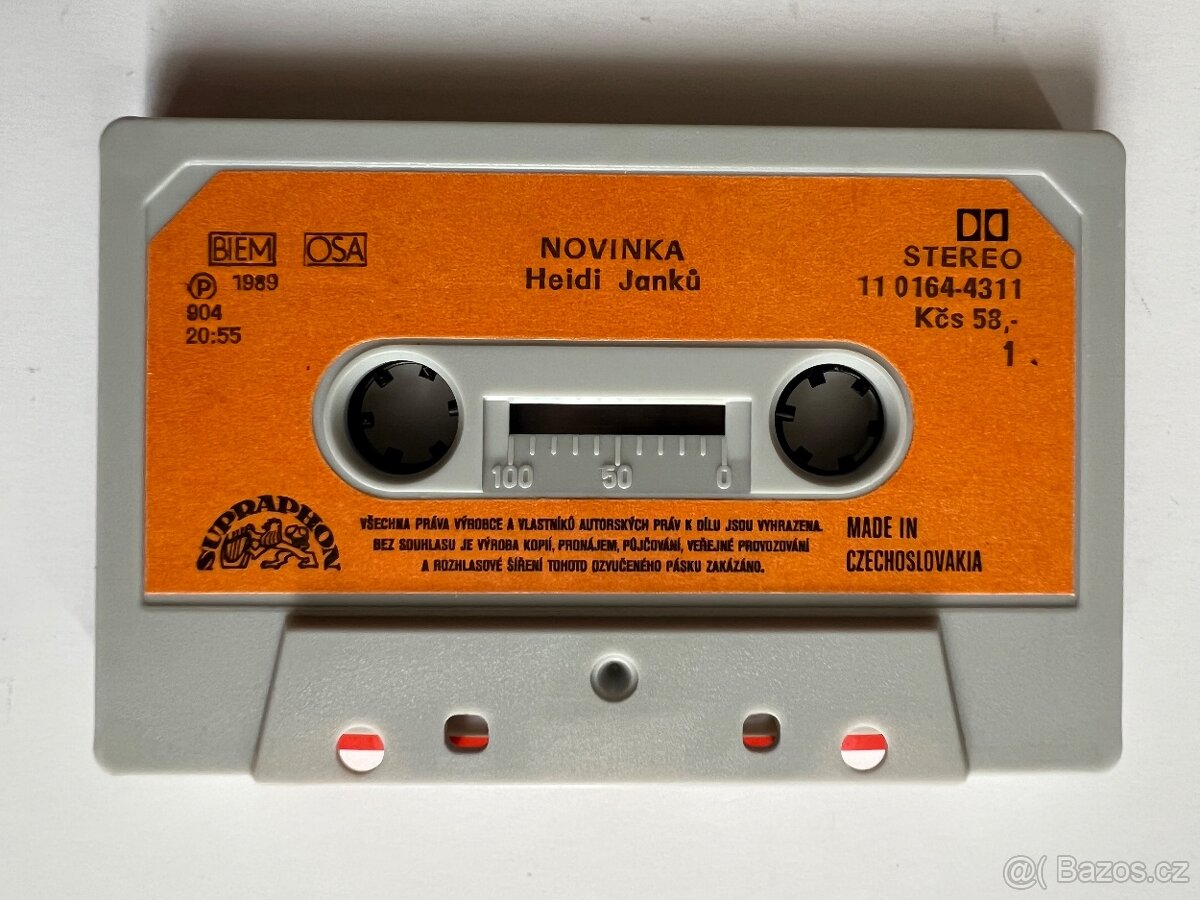 BIEM OSA
Ⓟ 1989
904
20:55
NOVINKA
Heidi Janků
STEREO
11 0164-4311
Kčs 58,-
1
100 50 0
SUPRAPHON
VŠECHNA PRÁVA VÝROBCE A VLASTNÍKŮ AUTORSKÝCH PRÁV K DÍLU JSOU VYHRAZENA.
BEZ SOUHLASU JE VÝROBA KOPIÍ, PRONÁJEM, PŮJČOVÁNÍ, VEŘEJNÉ PROVOZOVÁNÍ
A ROZHLASOVÉ ŠÍŘENÍ TOHOTO OZVUČENÉHO PÁSKU ZAKÁZÁNO.
MADE IN
CZECHOSLOVAKIA
@( Bazos.cz